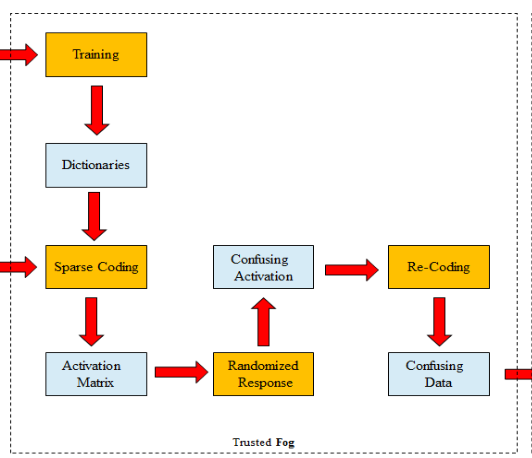 Training
Dictionaries
Sparse Coding
Activation
Matrix
Randomized
Response
Confusing
Activation
Re-Coding
Confusing
Data
Trusted Fog